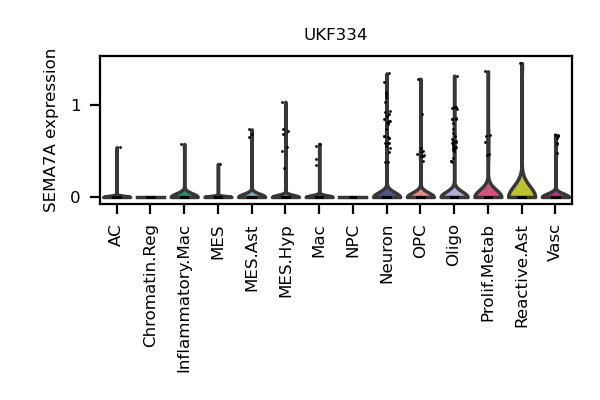 UKF334
SEMA7A expression
1
0
AC
Chromatin.Reg
Inflammatory.Mac
MES
MES.Ast
MES.Hyp
Mac
NPC
Neuron
OPC
Oligo
Prolif.Metab
Reactive.Ast
Vasc